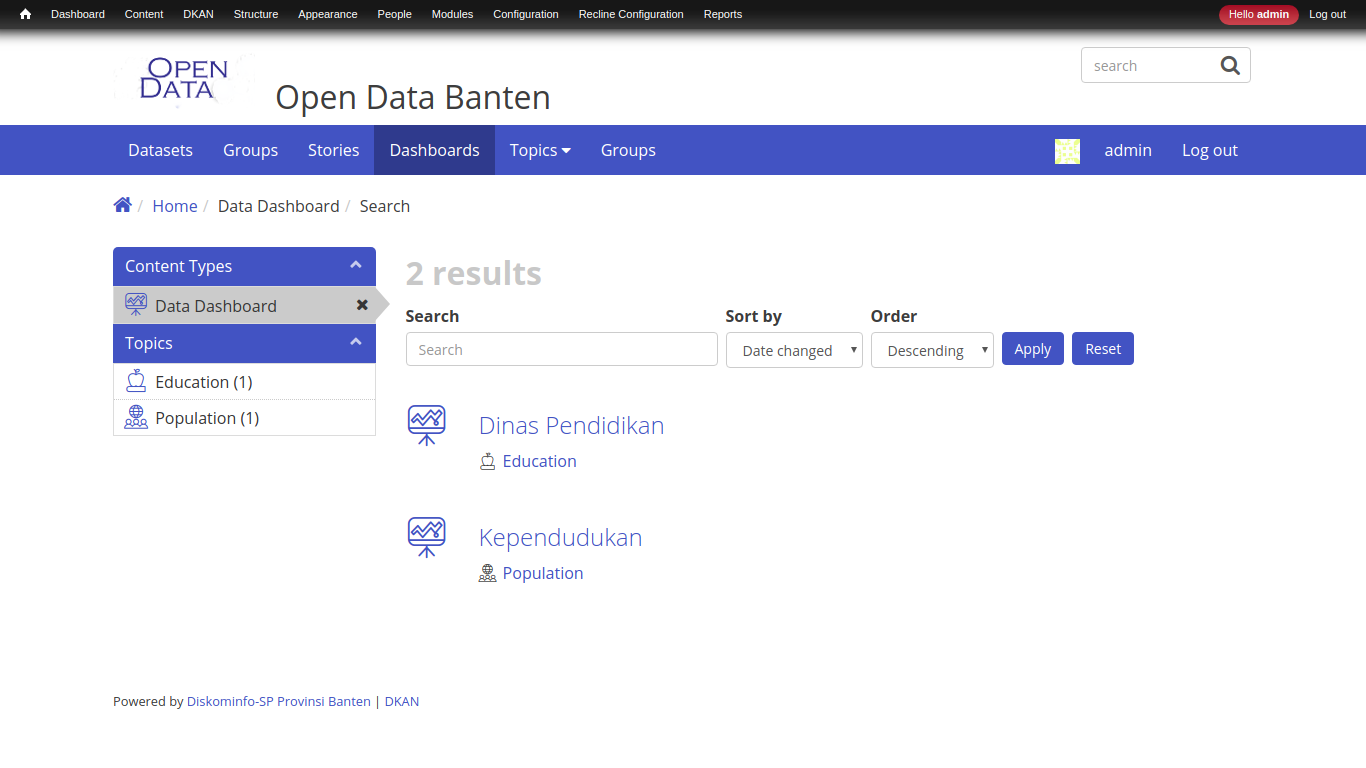 Dashboard Content DKAN Structure Appearance People Modules Configuration Recline Configuration Reports Hello admin Log out
OPEN
DATA
Open Data Banten
search
Datasets Groups Stories Dashboards Topics Groups admin Log out
/ Home / Data Dashboard / Search
Content Types
Data Dashboard
Topics
Education (1)
Population (1)
2 results
Search Sort by Order
Search Date changed Descending Apply Reset
Dinas Pendidikan
Education
Kependudukan
Population
Powered by Diskominfo-SP Provinsi Banten | DKAN